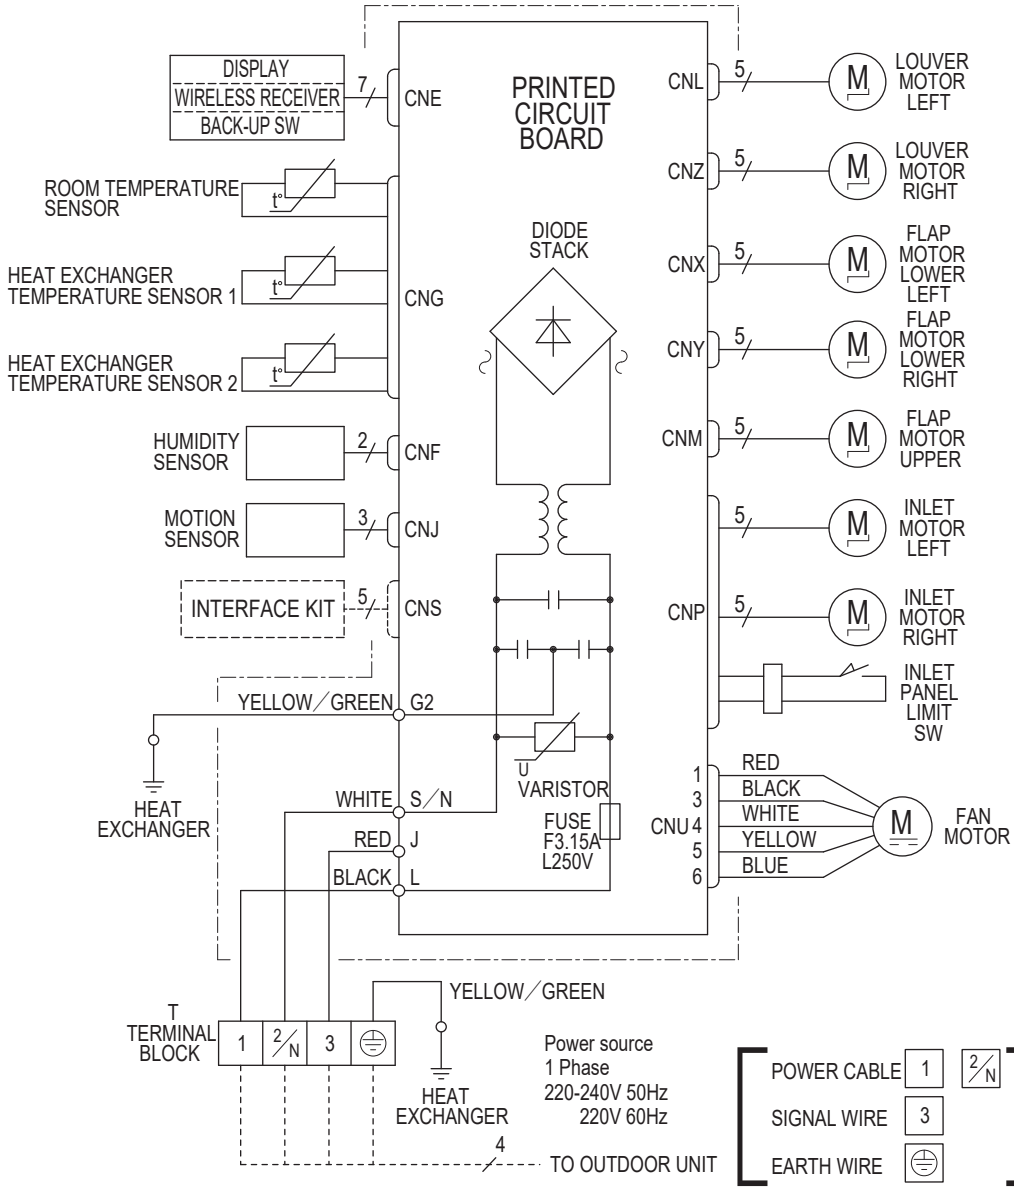 DISPLAY
WIRELESS RECEIVER
BACK-UP SW
7
CNE
PRINTED
CIRCUIT
BOARD
CNL
5
M
LOUVER
MOTOR
LEFT
ROOM TEMPERATURE
SENSOR
t°
CNZ
5
M
LOUVER
MOTOR
RIGHT
DIODE
STACK
HEAT EXCHANGER
TEMPERATURE SENSOR 1
t°
CNG
CNX
5
M
FLAP
MOTOR
LOWER
LEFT
HEAT EXCHANGER
TEMPERATURE SENSOR 2
t°
CNY
5
M
FLAP
MOTOR
LOWER
RIGHT
HUMIDITY
SENSOR
2
CNF
CNM
5
M
FLAP
MOTOR
UPPER
MOTION
SENSOR
3
CNJ
5
M
INLET
MOTOR
LEFT
INTERFACE KIT
5
CNS
CNP
5
M
INLET
MOTOR
RIGHT
INLET
PANEL
LIMIT
SW
YELLOW/GREEN
G2
HEAT
EXCHANGER
U
VARISTOR
WHITE
S/N
RED
J
BLACK
L
FUSE
F3.15A
L250V
CNU
1
3
4
5
6
RED
BLACK
WHITE
YELLOW
BLUE
M
FAN
MOTOR
T
TERMINAL
BLOCK
1
2/N
3
YELLOW/GREEN
HEAT
EXCHANGER
4
TO OUTDOOR UNIT
Power source
1 Phase
220-240V 50Hz
220V 60Hz
POWER CABLE 1 2/N
SIGNAL WIRE 3
EARTH WIRE